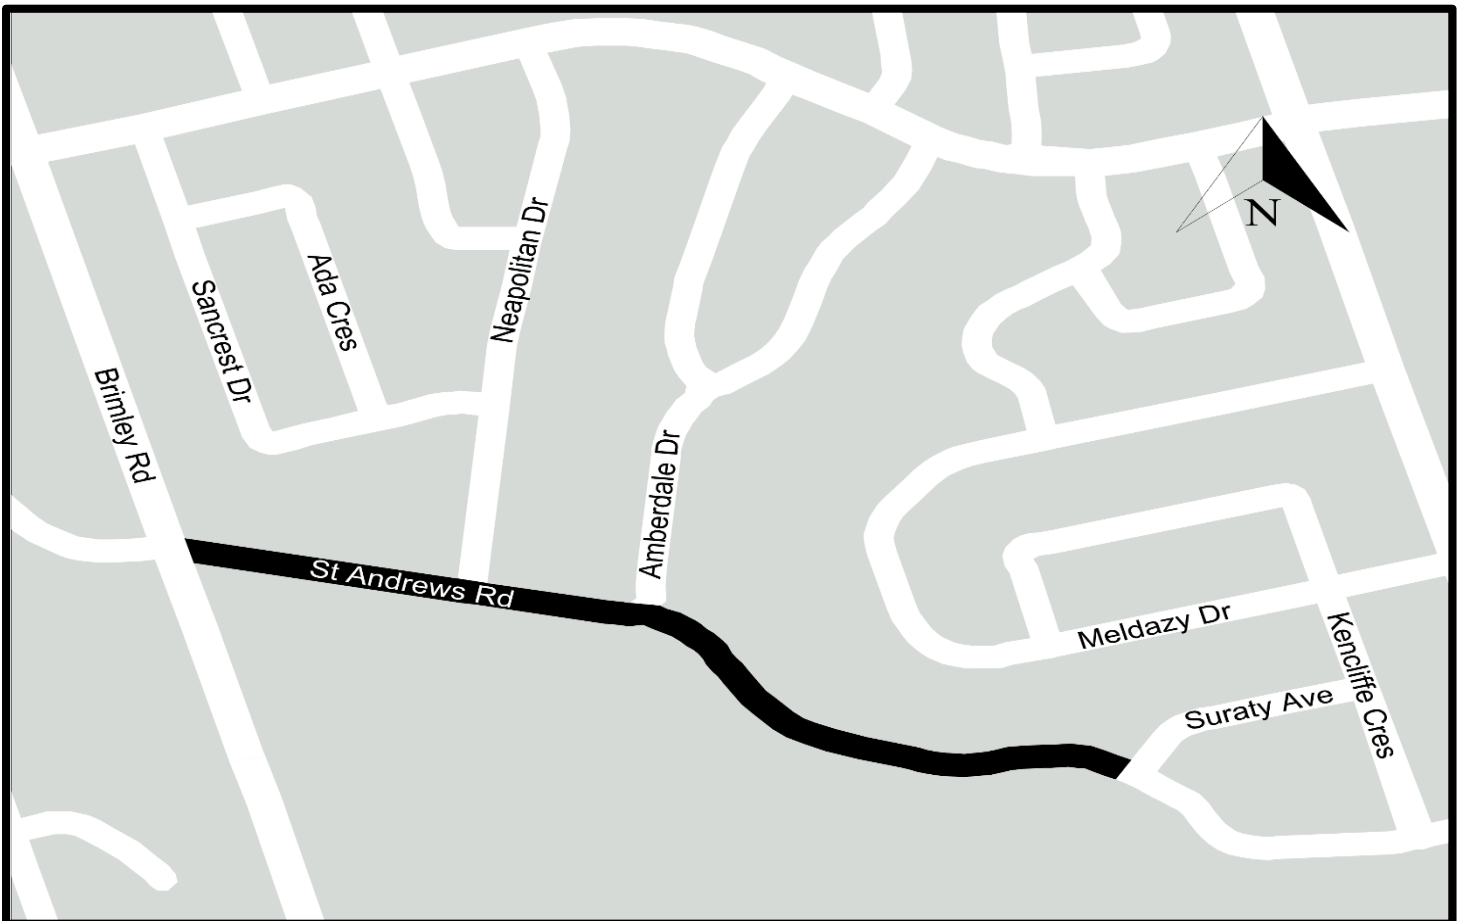 N
Neapolitan Dr
Ada Cres
Sancrest Dr
Brimley Rd
Amberdale Dr
St Andrews Rd
Meldazy Dr
Kencliffe Cres
Suraty Ave